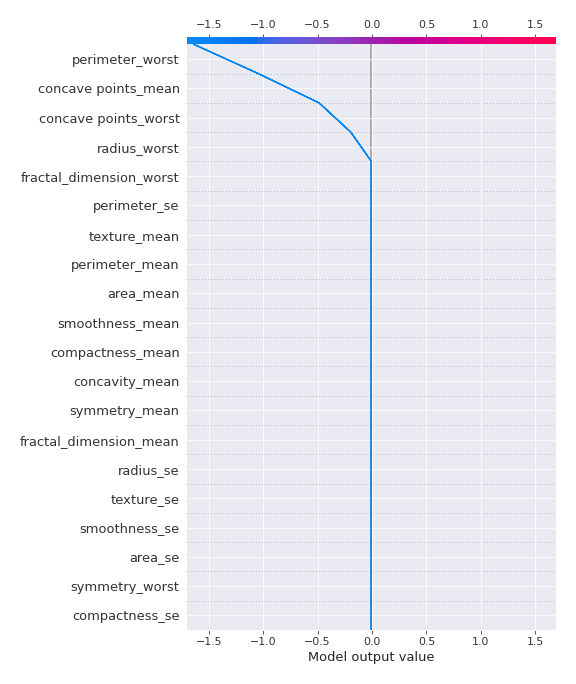 −1.5 −1.0 −0.5 0.0 0.5 1.0 1.5
perimeter_worst
concave points_mean
concave points_worst
radius_worst
fractal_dimension_worst
perimeter_se
texture_mean
perimeter_mean
area_mean
smoothness_mean
compactness_mean
concavity_mean
symmetry_mean
fractal_dimension_mean
radius_se
texture_se
smoothness_se
area_se
symmetry_worst
compactness_se
−1.5 −1.0 −0.5 0.0 0.5 1.0 1.5
Model output value